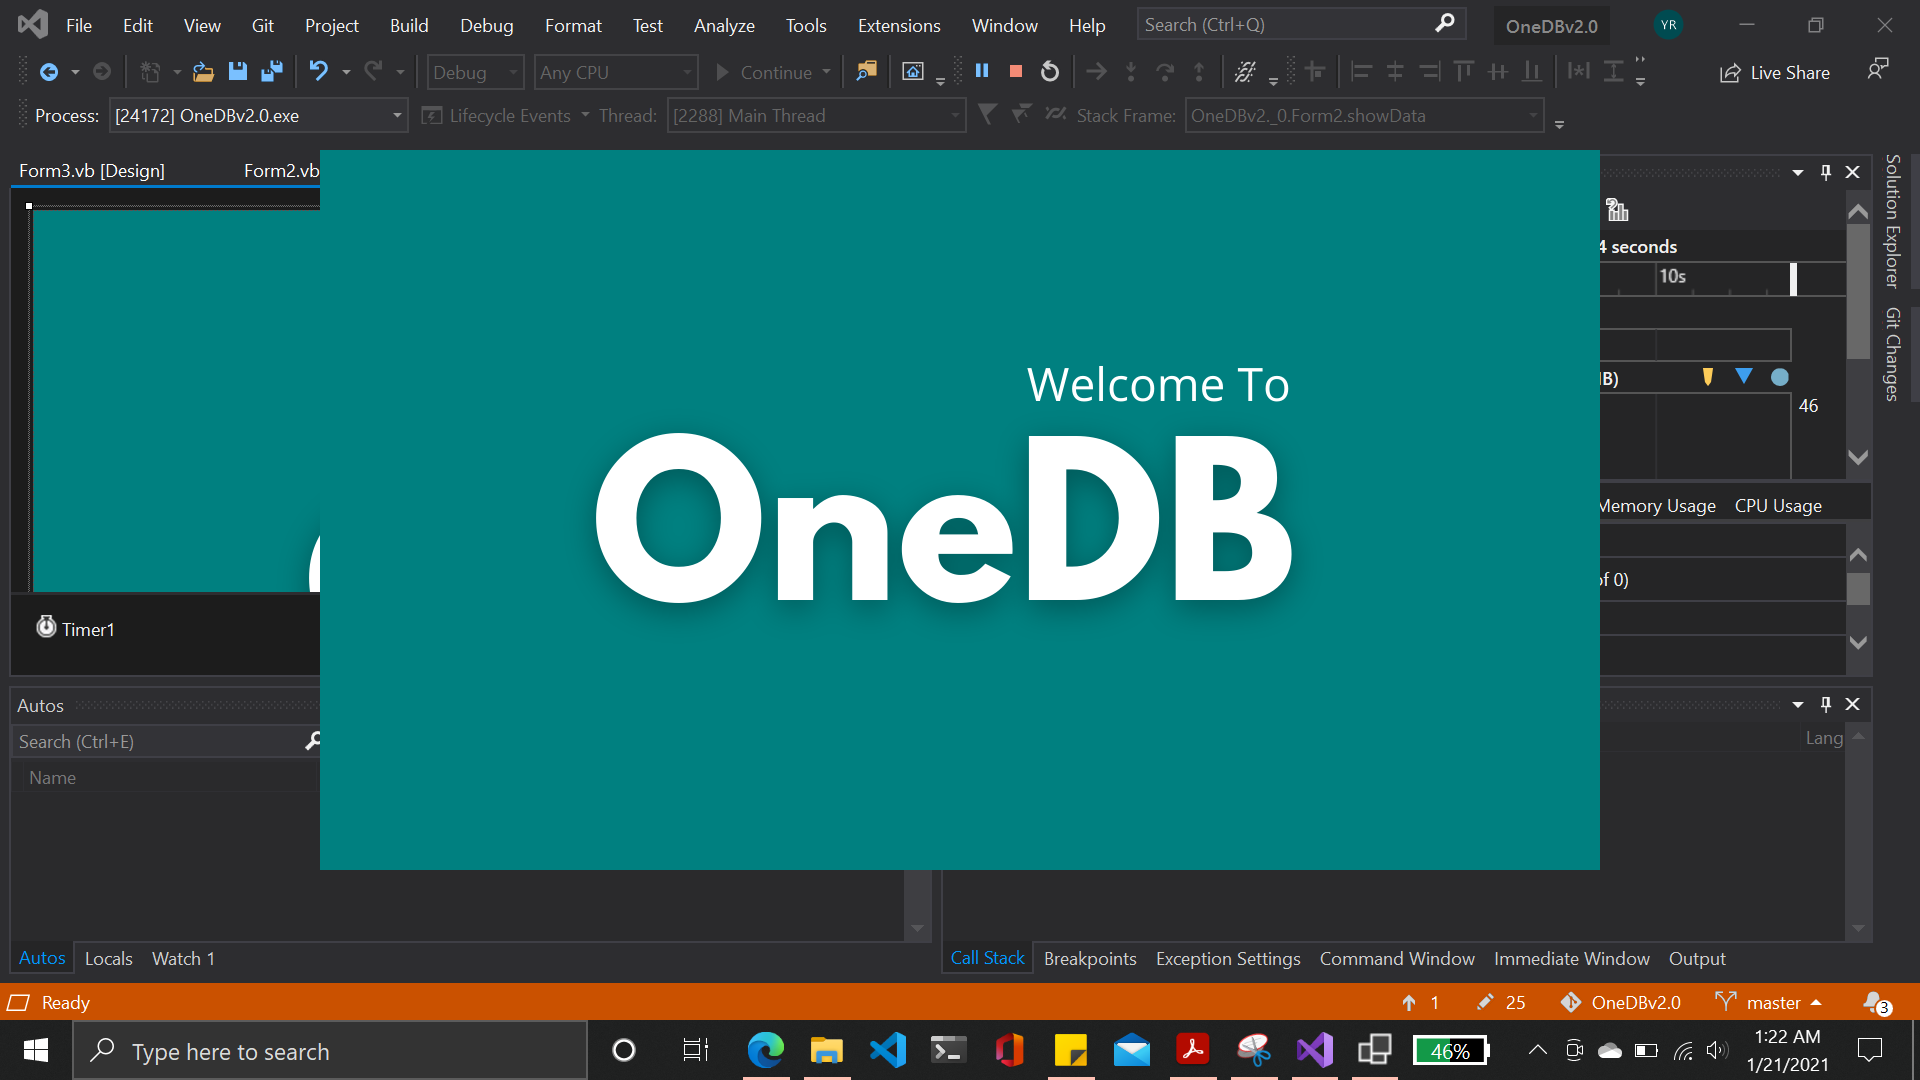 File Edit View Git Project Build Debug Format Test Analyze Tools Extensions Window Help Search (Ctrl+Q) OneDBv2.0 YR
Debug Any CPU Continue Live Share
Process: [24172] OneDBv2.0.exe Lifecycle Events Thread: [2288] Main Thread Stack Frame: OneDBv2._0.Form2.showData
Form3.vb [Design] Form2.vb
Solution Explorer
Git Changes
4 seconds
10s
B)
46
Welcome To
OneDB
Memory Usage CPU Usage
of 0)
Timer1
Autos
Search (Ctrl+E)
Lang
Name
Autos Locals Watch 1
Call Stack Breakpoints Exception Settings Command Window Immediate Window Output
Ready 1 25 OneDBv2.0 master 3
Type here to search
46%
1:22 AM
1/21/2021